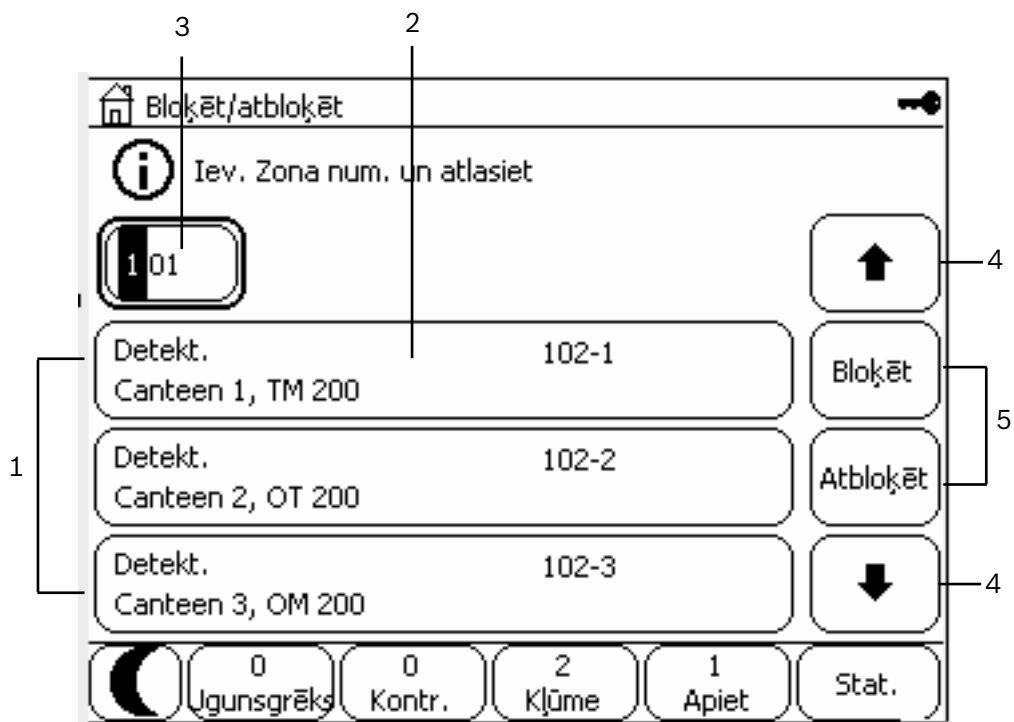 3
2
Bloķēt/atbloķēt
Iev. Zona num. un atlasiet
101
4
Detekt. 102-1
Canteen 1, TM 200
Bloķēt
5
1
Detekt. 102-2
Canteen 2, OT 200
Atbloķēt
Detekt. 102-3
Canteen 3, OM 200
4
0
Ugunsgrēks
0
Kontr.
2
Kļūme
1
Apiet
Stat.